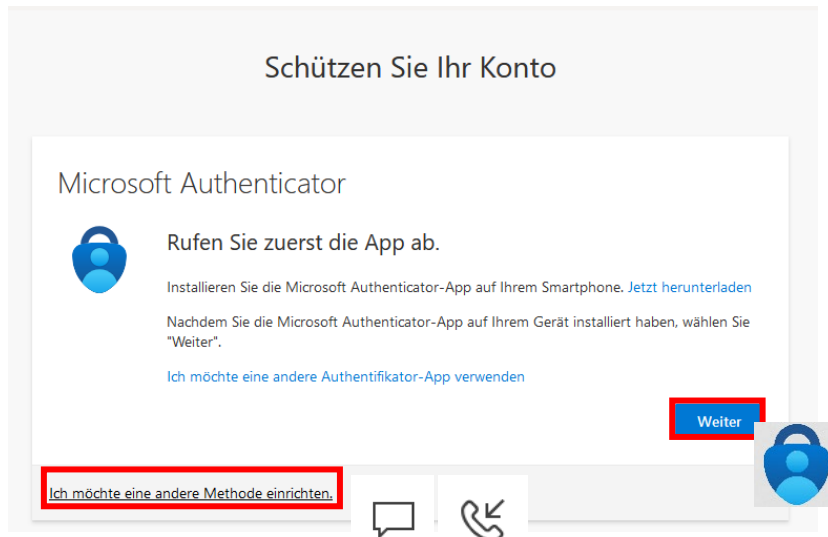 Schützen Sie Ihr Konto
Microsoft Authenticator
Rufen Sie zuerst die App ab.
Installieren Sie die Microsoft Authenticator-App auf Ihrem Smartphone. Jetzt herunterladen
Nachdem Sie die Microsoft Authenticator-App auf Ihrem Gerät installiert haben, wählen Sie
"Weiter".
Ich möchte eine andere Authentifikator-App verwenden
Weiter
Ich möchte eine andere Methode einrichten.